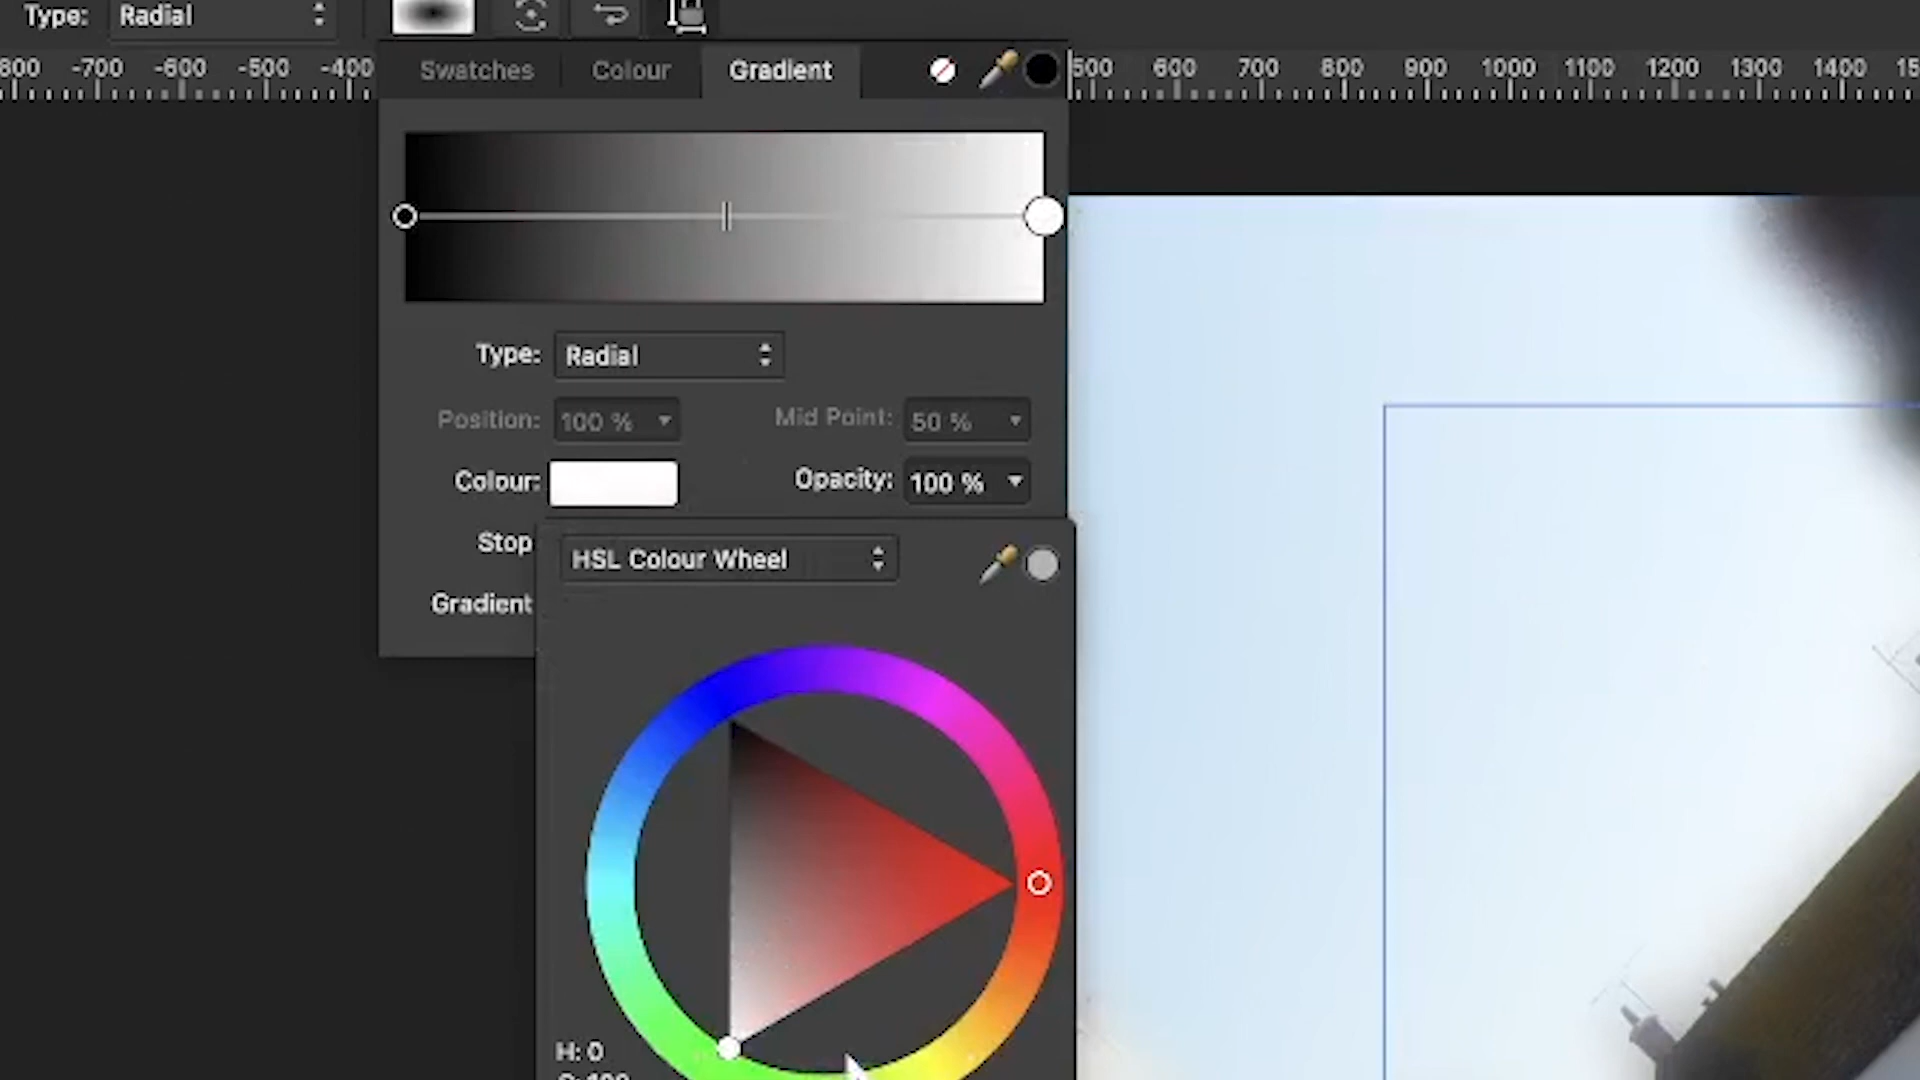 Type: Radial
800 -700 -600 -500 -400
500 600 700 800 900 1000 1100 1200 1300 1400
Swatches Colour Gradient
Type: Radial
Position: 100 % Mid Point: 50 %
Colour: Opacity: 100 %
Stop
Gradient
HSL Colour Wheel
H: 0